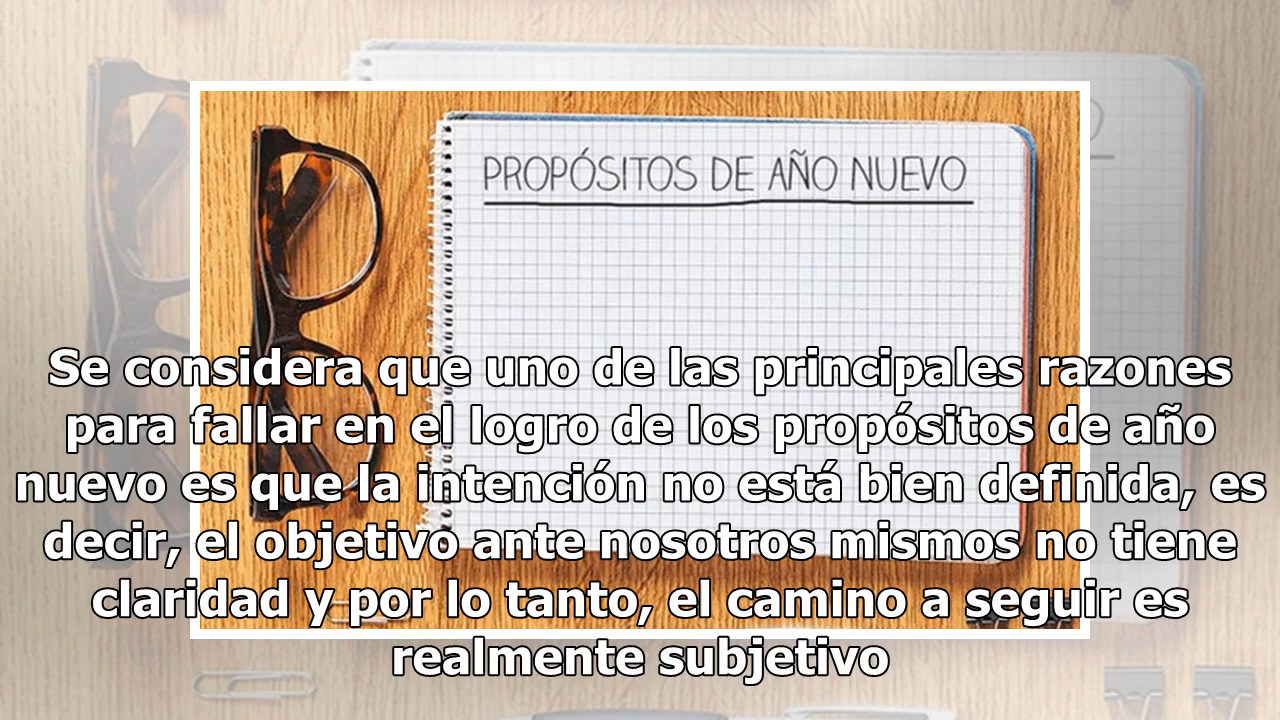 PROPÓSITOS DE AÑO NUEVO
Se considera que uno de las principales razones
para fallar en el logro de los propósitos de año
nuevo es que la intención no está bien definida, es
decir, el objetivo ante nosotros mismos no tiene
claridad y por lo tanto, el camino a seguir es
realmente subjetivo